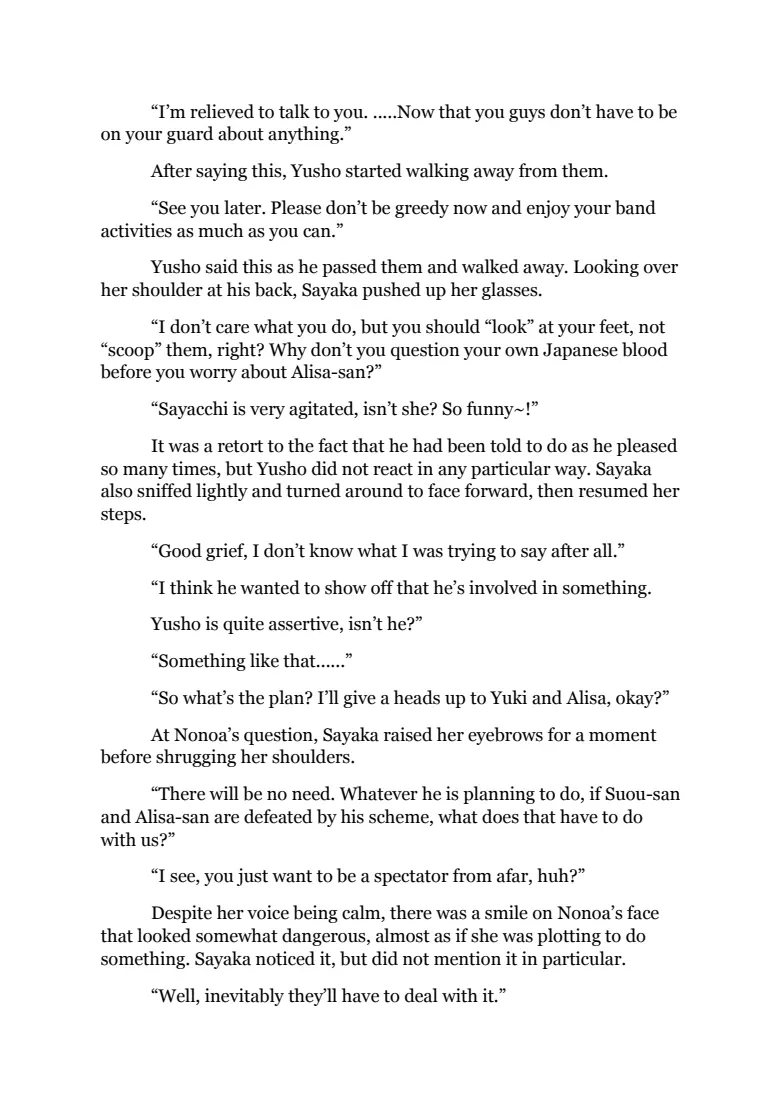 “I’m relieved to talk to you. .....Now that you guys don’t have to be
on your guard about anything.”
After saying this, Yusho started walking away from them.
“See you later. Please don’t be greedy now and enjoy your band
activities as much as you can.”
Yusho said this as he passed them and walked away. Looking over
her shoulder at his back, Sayaka pushed up her glasses.
“I don’t care what you do, but you should “look” at your feet, not
“scoop” them, right? Why don’t you question your own Japanese blood
before you worry about Alisa-san?”
“Sayacchi is very agitated, isn’t she? So funny~!”
It was a retort to the fact that he had been told to do as he pleased
so many times, but Yusho did not react in any particular way. Sayaka
also sniffed lightly and turned around to face forward, then resumed her
steps.
“Good grief, I don’t know what I was trying to say after all.”
“I think he wanted to show off that he’s involved in something.
Yusho is quite assertive, isn’t he?”
“Something like that......”
“So what’s the plan? I’ll give a heads up to Yuki and Alisa, okay?”
At Nonoa’s question, Sayaka raised her eyebrows for a moment
before shrugging her shoulders.
“There will be no need. Whatever he is planning to do, if Suou-san
and Alisa-san are defeated by his scheme, what does that have to do
with us?”
“I see, you just want to be a spectator from afar, huh?”
Despite her voice being calm, there was a smile on Nonoa’s face
that looked somewhat dangerous, almost as if she was plotting to do
something. Sayaka noticed it, but did not mention it in particular.
“Well, inevitably they’ll have to deal with it.”